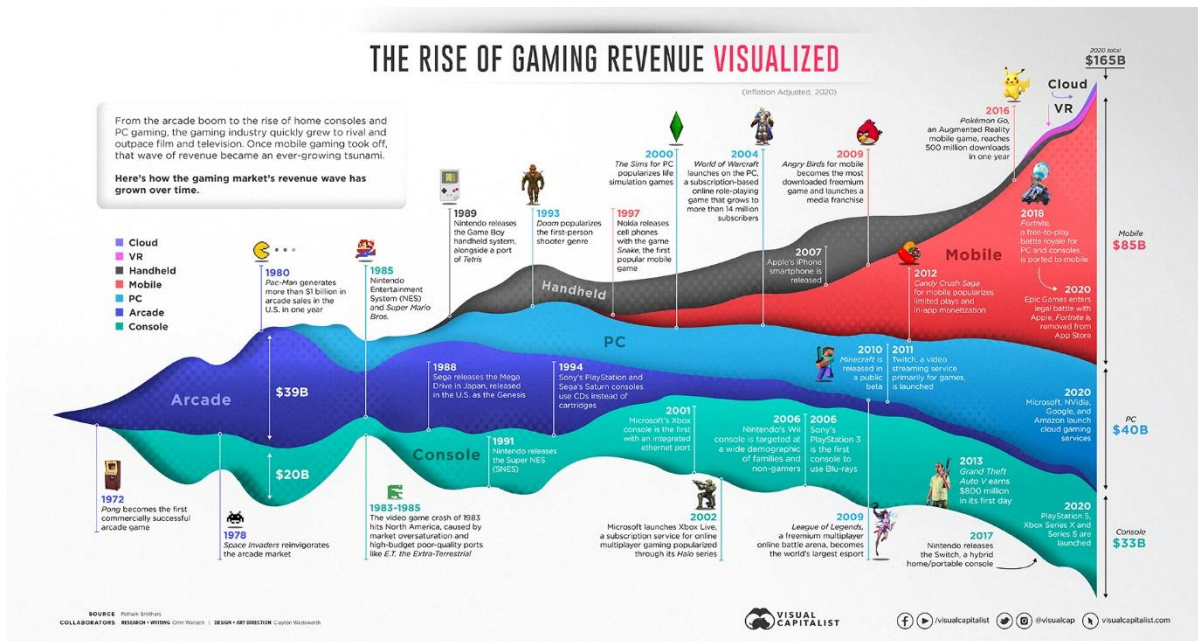 THE RISE OF GAMING REVENUE VISUALIZED
(Inflation Adjusted, 2020)
From the arcade boom to the rise of home consoles and
PC gaming, the gaming industry quickly grew to rival and
outpace film and television. Once mobile gaming took off,
that wave of revenue became an ever-growing tsunami.
Here's how the gaming market's revenue wave has
grown over time.
Cloud
VR
Handheld
Mobile
PC
Arcade
Console
1980
Pac-Man generates
more than $1 billion in
arcade sales in the
U.S. in one year
1985
Nintendo
Entertainment
System (NES) and
Super Mario
Bros.
1989
Nintendo releases
the Game Boy
handheld system,
alongside a port
of Tetris
1993
Doom popularizes
the first-person
shooter genre
1997
Nokia releases
cell phones
with the game
Snake, the first
popular mobile
game
2000
The Sims for PC
popularizes life
simulation games
2004
World of Warcraft
launches on the PC,
a subscription-based
online role-playing
game that grows to
more than 14 million
subscribers
2009
Angry Birds for mobile
becomes the most
downloaded freemium
game and launches a
media franchise
2016
Pokémon Go,
an Augmented Reality
mobile game, reaches
500 million downloads
in one year
2020 total
$165B
Cloud
VR
2007
Apple's iPhone
smartphone is
released
2012
Candy Crush Saga
for mobile popularizes
limited plays and
in-app monetization
2018
Fortnite,
a free-to-play
battle royale for
PC and consoles,
is ported to mobile
2020
Epic Games enters
legal battle with
Apple, Fortnite is
removed from
App Store
Mobile
$85B
Handheld
Mobile
PC
Arcade
$39B
$20B
Console
1988
Sega releases the Mega
Drive in Japan, released
in the U.S. as the Genesis
1994
Sony's PlayStation and
Sega's Saturn consoles
use CDs instead of
cartridges
2010
Minecraft is
released in
a public
beta
2011
Twitch, a video
streaming service
primarily for games,
is launched
2020
Microsoft, NVidia,
Google, and
Amazon launch
cloud gaming
services
PC
$40B
1991
Nintendo releases
the Super NES
(SNES)
2001
Microsoft's Xbox
console is the first
with an integrated
ethernet port
2006
Nintendo's Wii
console is targeted at
a wide demographic
of families and
non-gamers
2006
Sony's
PlayStation 3
is the first
console to
use Blu-rays
2013
Grand Theft
Auto V earns
$800 million
in its first day
2020
PlayStation 5,
Xbox Series X and
Series S are
launched
Console
$33B
1972
Pong becomes the first
commercially successful
arcade game
1978
Space Invaders reinvigorates
the arcade market
1983-1985
The video game crash of 1983
hits North America, caused by
market oversaturation and
high-budget poor-quality ports
like E.T. the Extra-Terrestrial
2002
Microsoft launches Xbox Live,
a subscription service for online
multiplayer gaming popularized
through its Halo series
2009
League of Legends,
a freemium multiplayer
online battle arena, becomes
the world's largest esport
2017
Nintendo releases
the Switch, a hybrid
home/portable console
SOURCE Pelham Smithers
COLLABORATORS RESEARCH + WRITING Omri Wallach | DESIGN + ART DIRECTION Clayton Wadsworth
VISUAL
CAPITALIST
/visualcapitalist
@visualcap
visualcapitalist.com